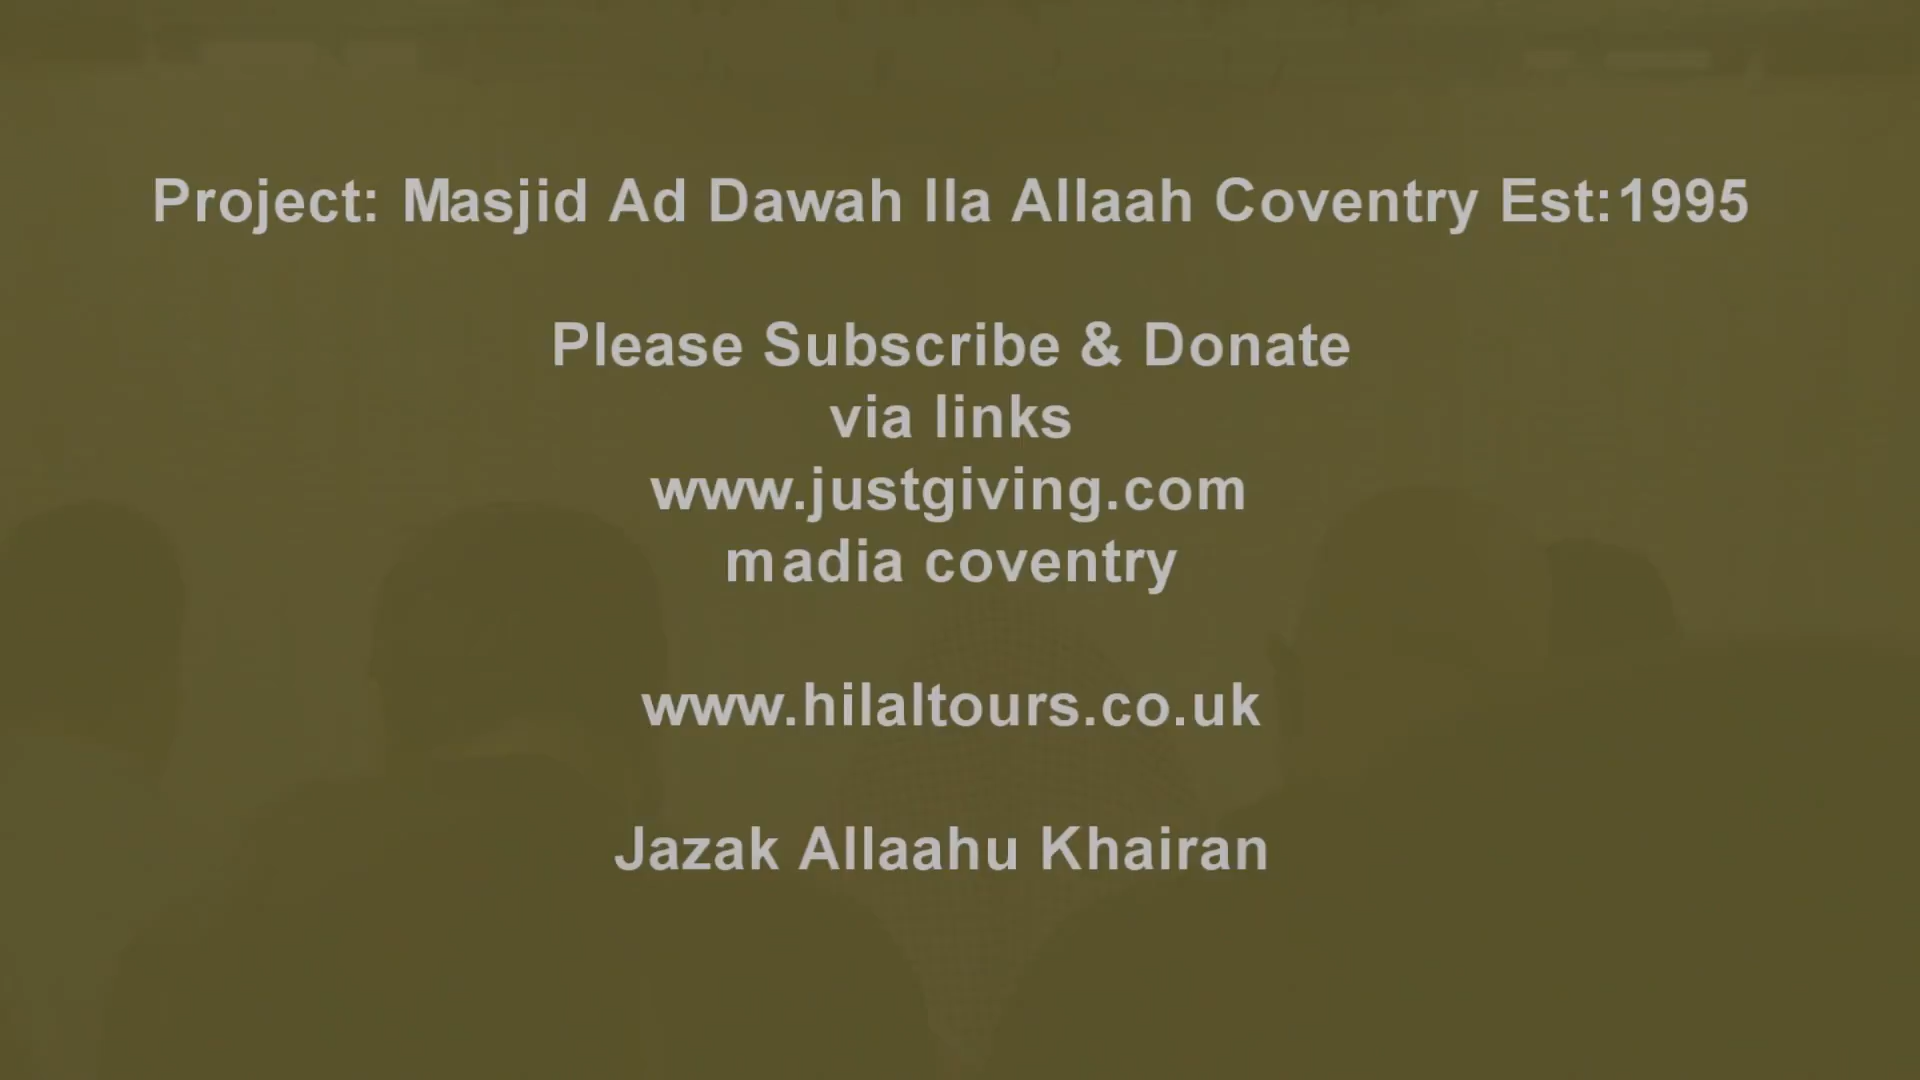 Project: Masjid Ad Dawah Ila Allaah Coventry Est:1995
Please Subscribe & Donate
via links
www.justgiving.com
madia coventry
www.hilaltours.co.uk
Jazak Allaahu Khairan